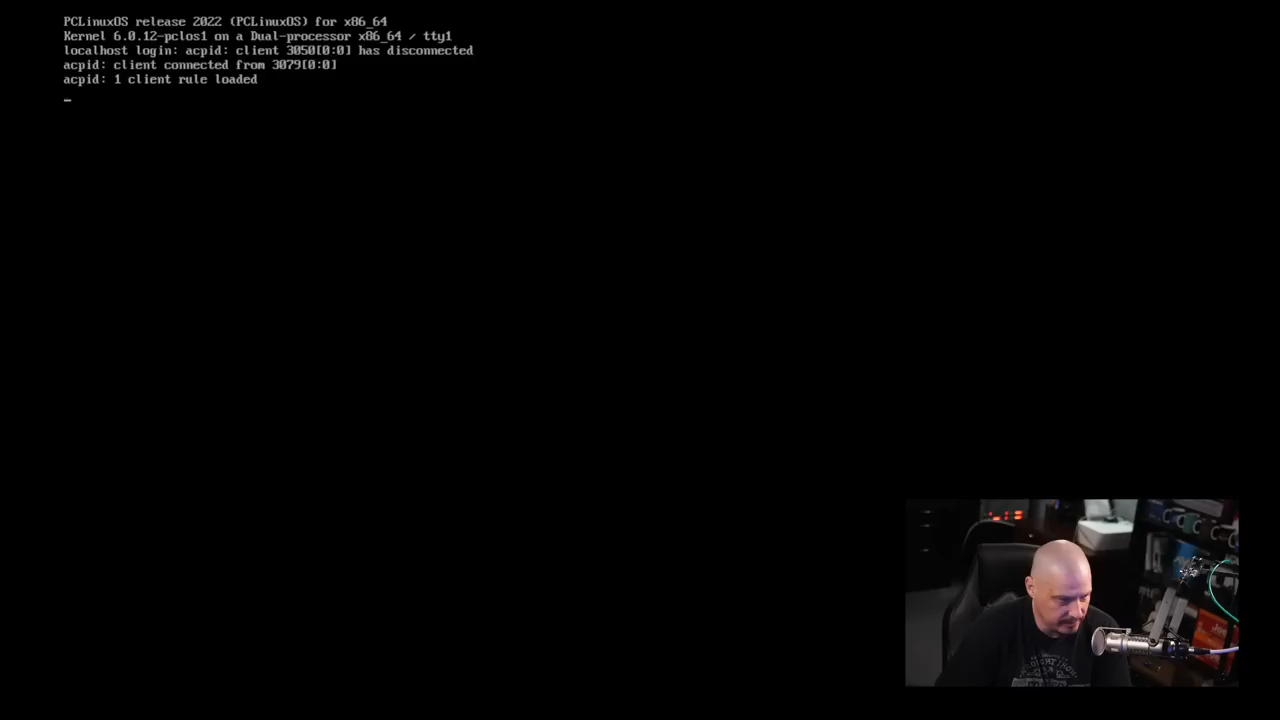 PCLinuxOS release 2022 (PCLinuxOS) for x86_64
Kernel 6.0.12-pclos1 on a Dual-processor x86_64 / tty1
localhost login: acpid: client 3050[0:0] has disconnected
acpid: client connected from 3079[0:0]
acpid: 1 client rule loaded